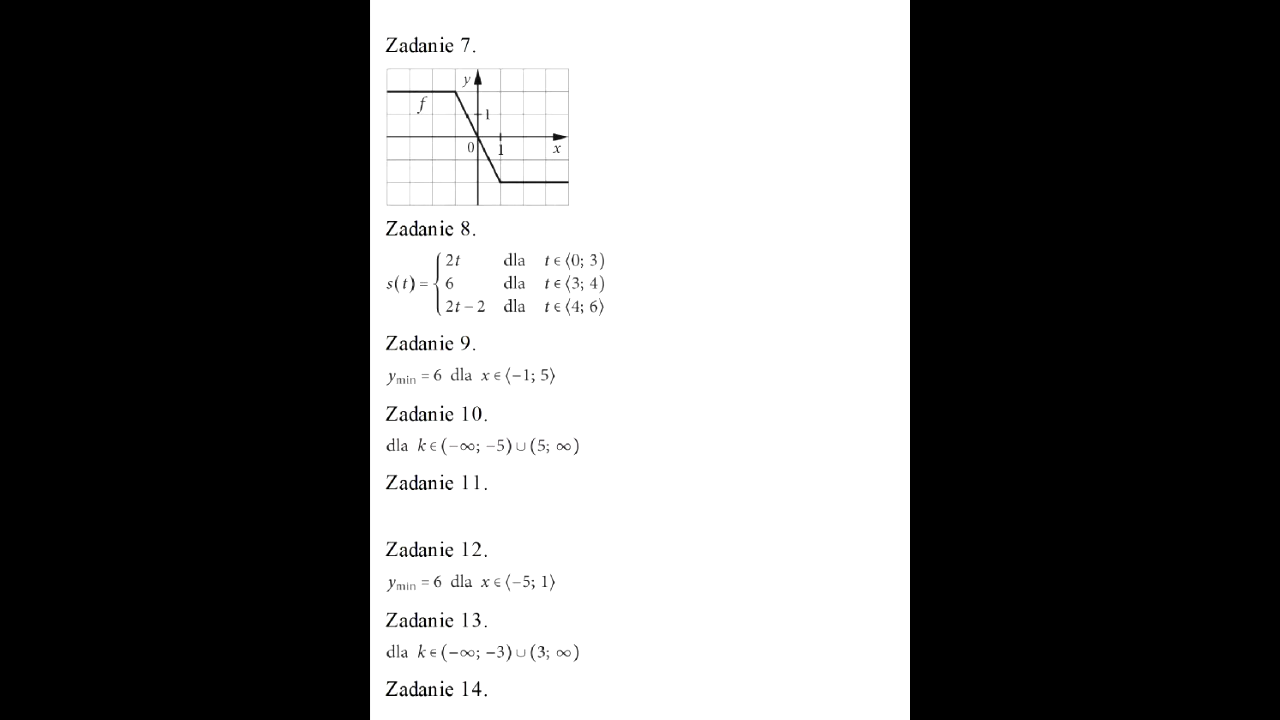 Zadanie 7.
y
f
1
0 1 x
Zadanie 8.
s(t) = { 2t dla t ∈ ⟨0; 3)
6 dla t ∈ ⟨3; 4)
2t – 2 dla t ∈ ⟨4; 6⟩
Zadanie 9.
ymin = 6 dla x ∈ ⟨–1; 5⟩
Zadanie 10.
dla k ∈ (–∞; –5) ∪ (5; ∞)
Zadanie 11.
Zadanie 12.
ymin = 6 dla x ∈ ⟨–5; 1⟩
Zadanie 13.
dla k ∈ (–∞; –3) ∪ (3; ∞)
Zadanie 14.